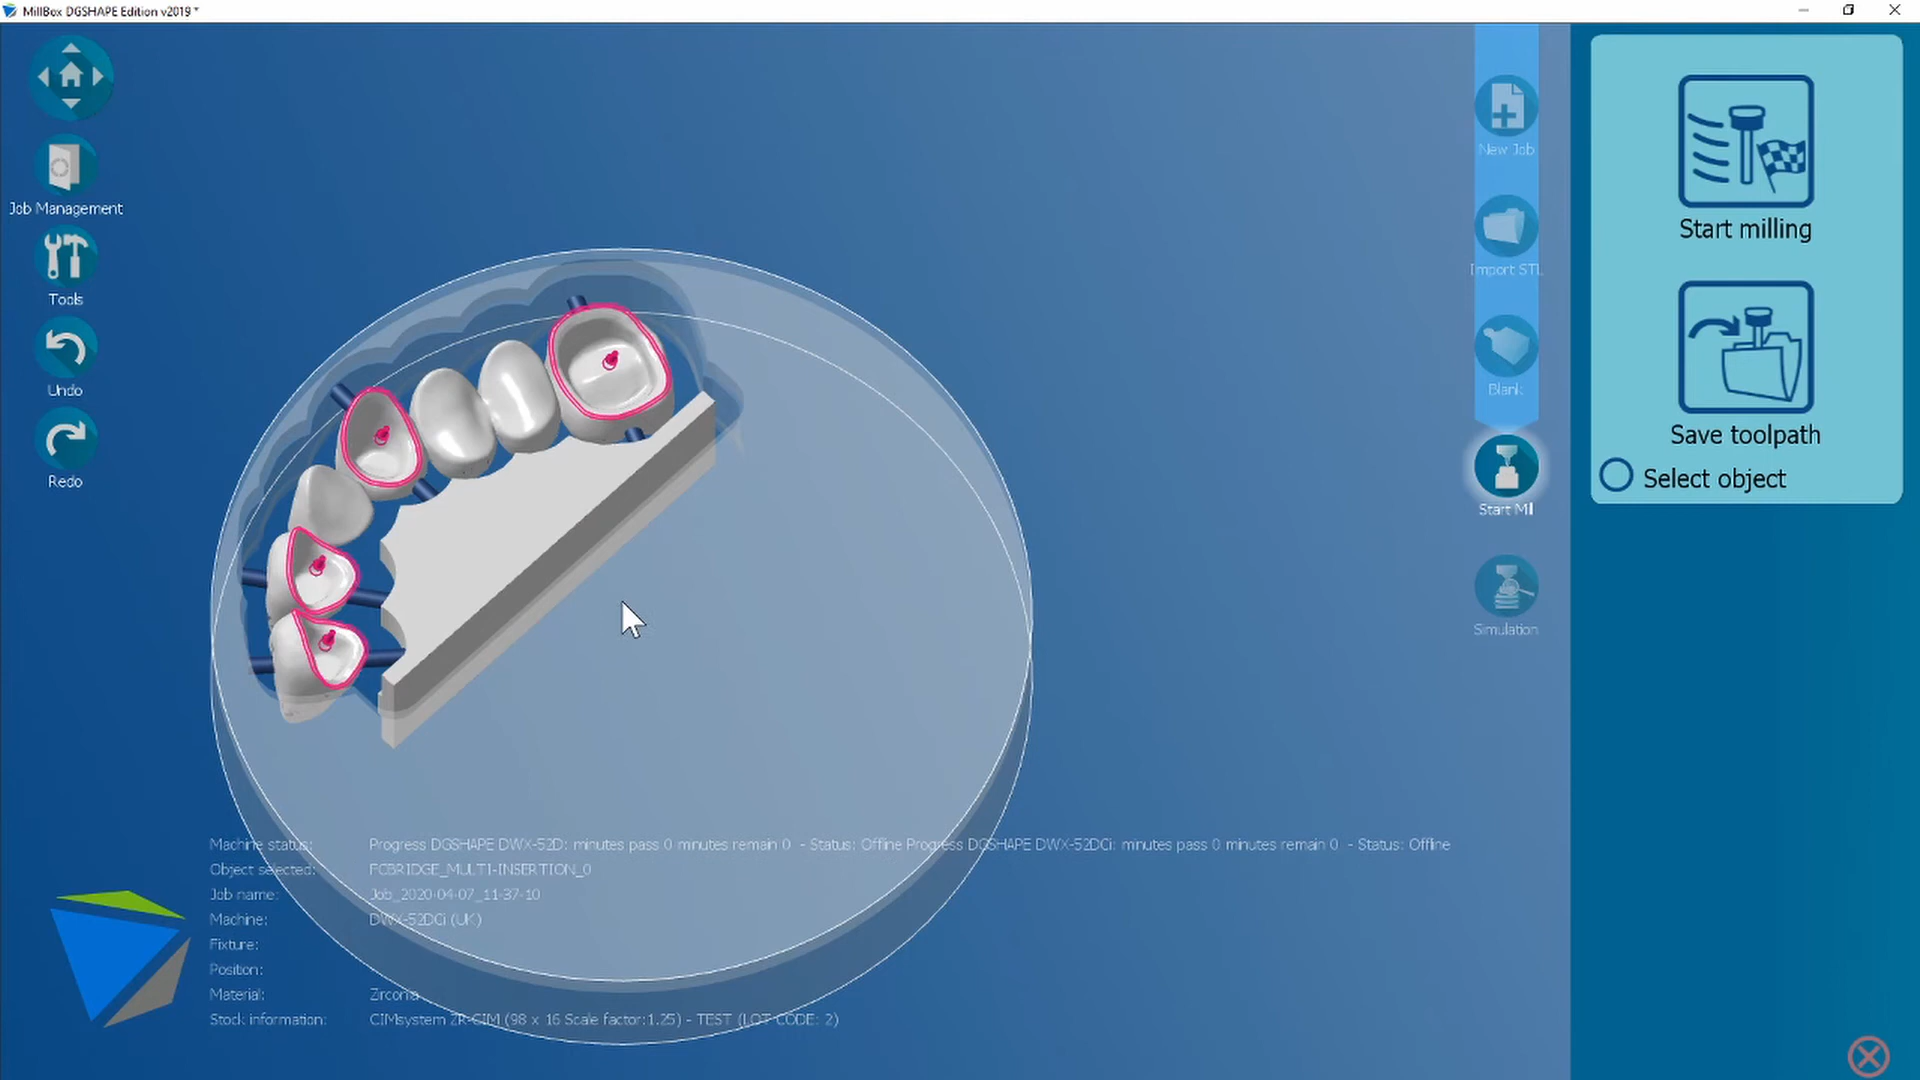 MillBox DGSHAPE Edition v2019 *
Job Management
Tools
Undo
Redo
New Job
Import STL
Blank
Start Mill
Simulation
Start milling
Save toolpath
Select object
Machine status: Progress DGSHAPE DWX-52D: minutes pass 0 minutes remain 0 - Status: Offline Progress DGSHAPE DWX-52DCi: minutes pass 0 minutes remain 0 - Status: Offline
Object selected: FCBRIDGE_MULTI-INSERTION_0
Job name: Job_2020-04-07_11-37-10
Machine: DWX-52DCi (UK)
Fixture:
Position:
Material: Zirconia
Stock information: CIMsystem ZR-CIM (98 x 16 Scale factor:1.25) - TEST (LOT CODE: 2)